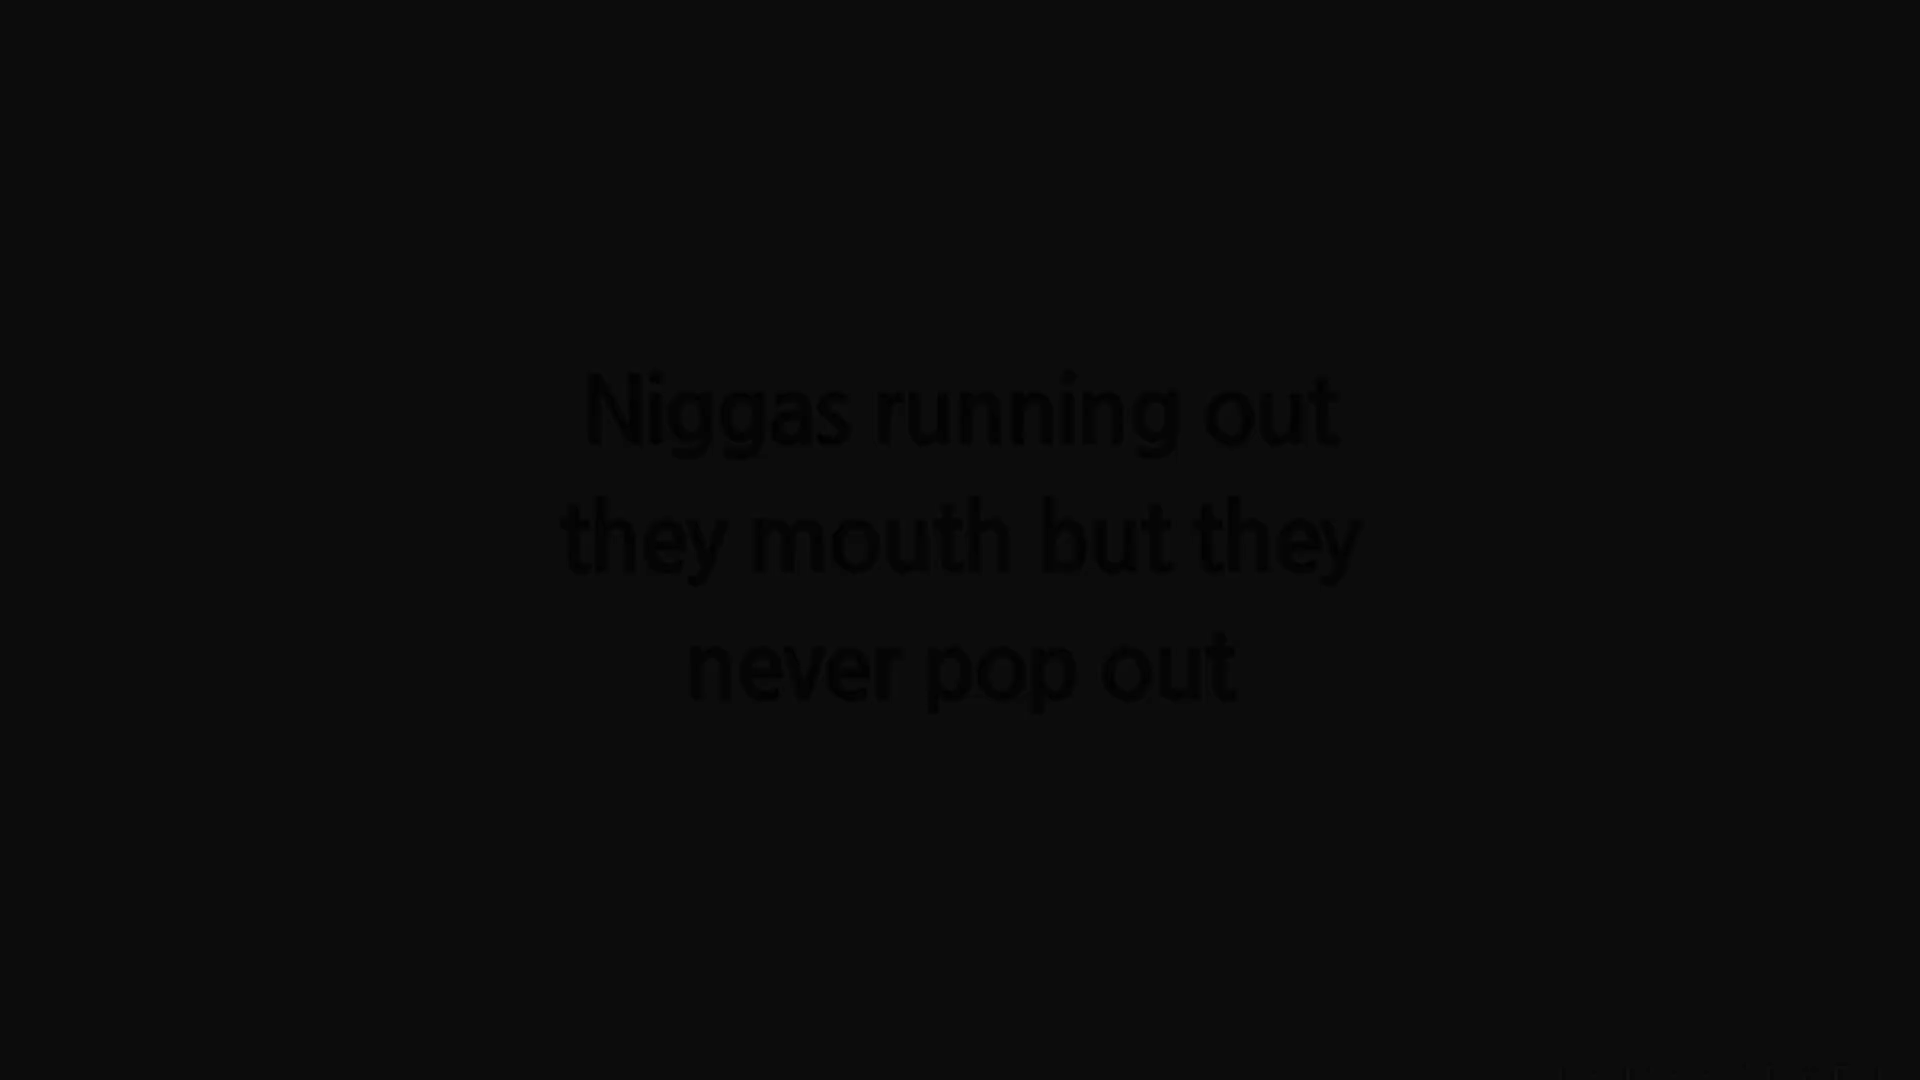 Niggas running out
they mouth but they
never pop out